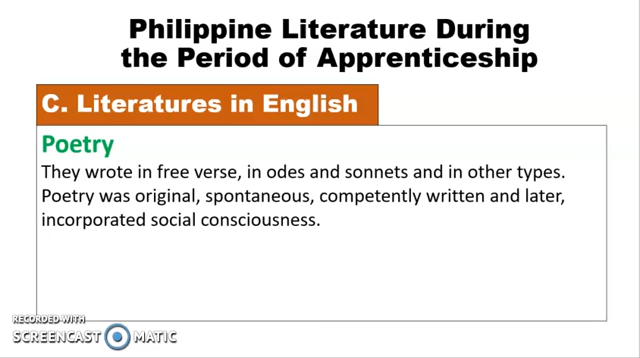 Philippine Literature During
the Period of Apprenticeship
C. Literatures in English
Poetry
They wrote in free verse, in odes and sonnets and in other types.
Poetry was original, spontaneous, competently written and later,
incorporated social consciousness.
RECORDED WITH
SCREENCAST MATIC